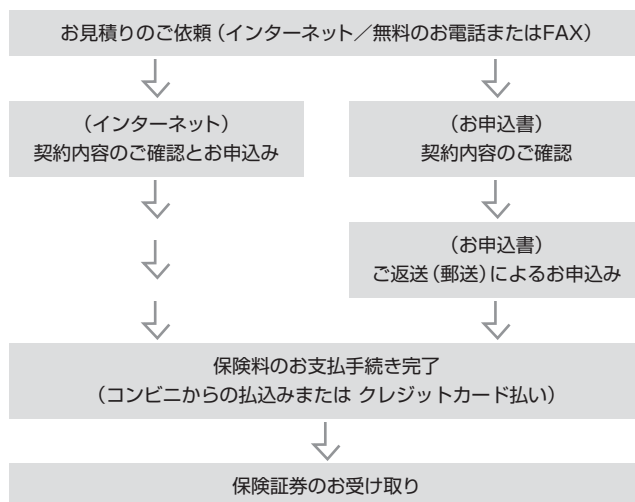 お見積りのご依頼（インターネット／無料のお電話またはFAX）
（インターネット）
契約内容のご確認とお申込み
（お申込書）
契約内容のご確認
（お申込書）
ご返送（郵送）によるお申込み
保険料のお支払手続き完了
（コンビニからの払込みまたは クレジットカード払い）
保険証券のお受け取り